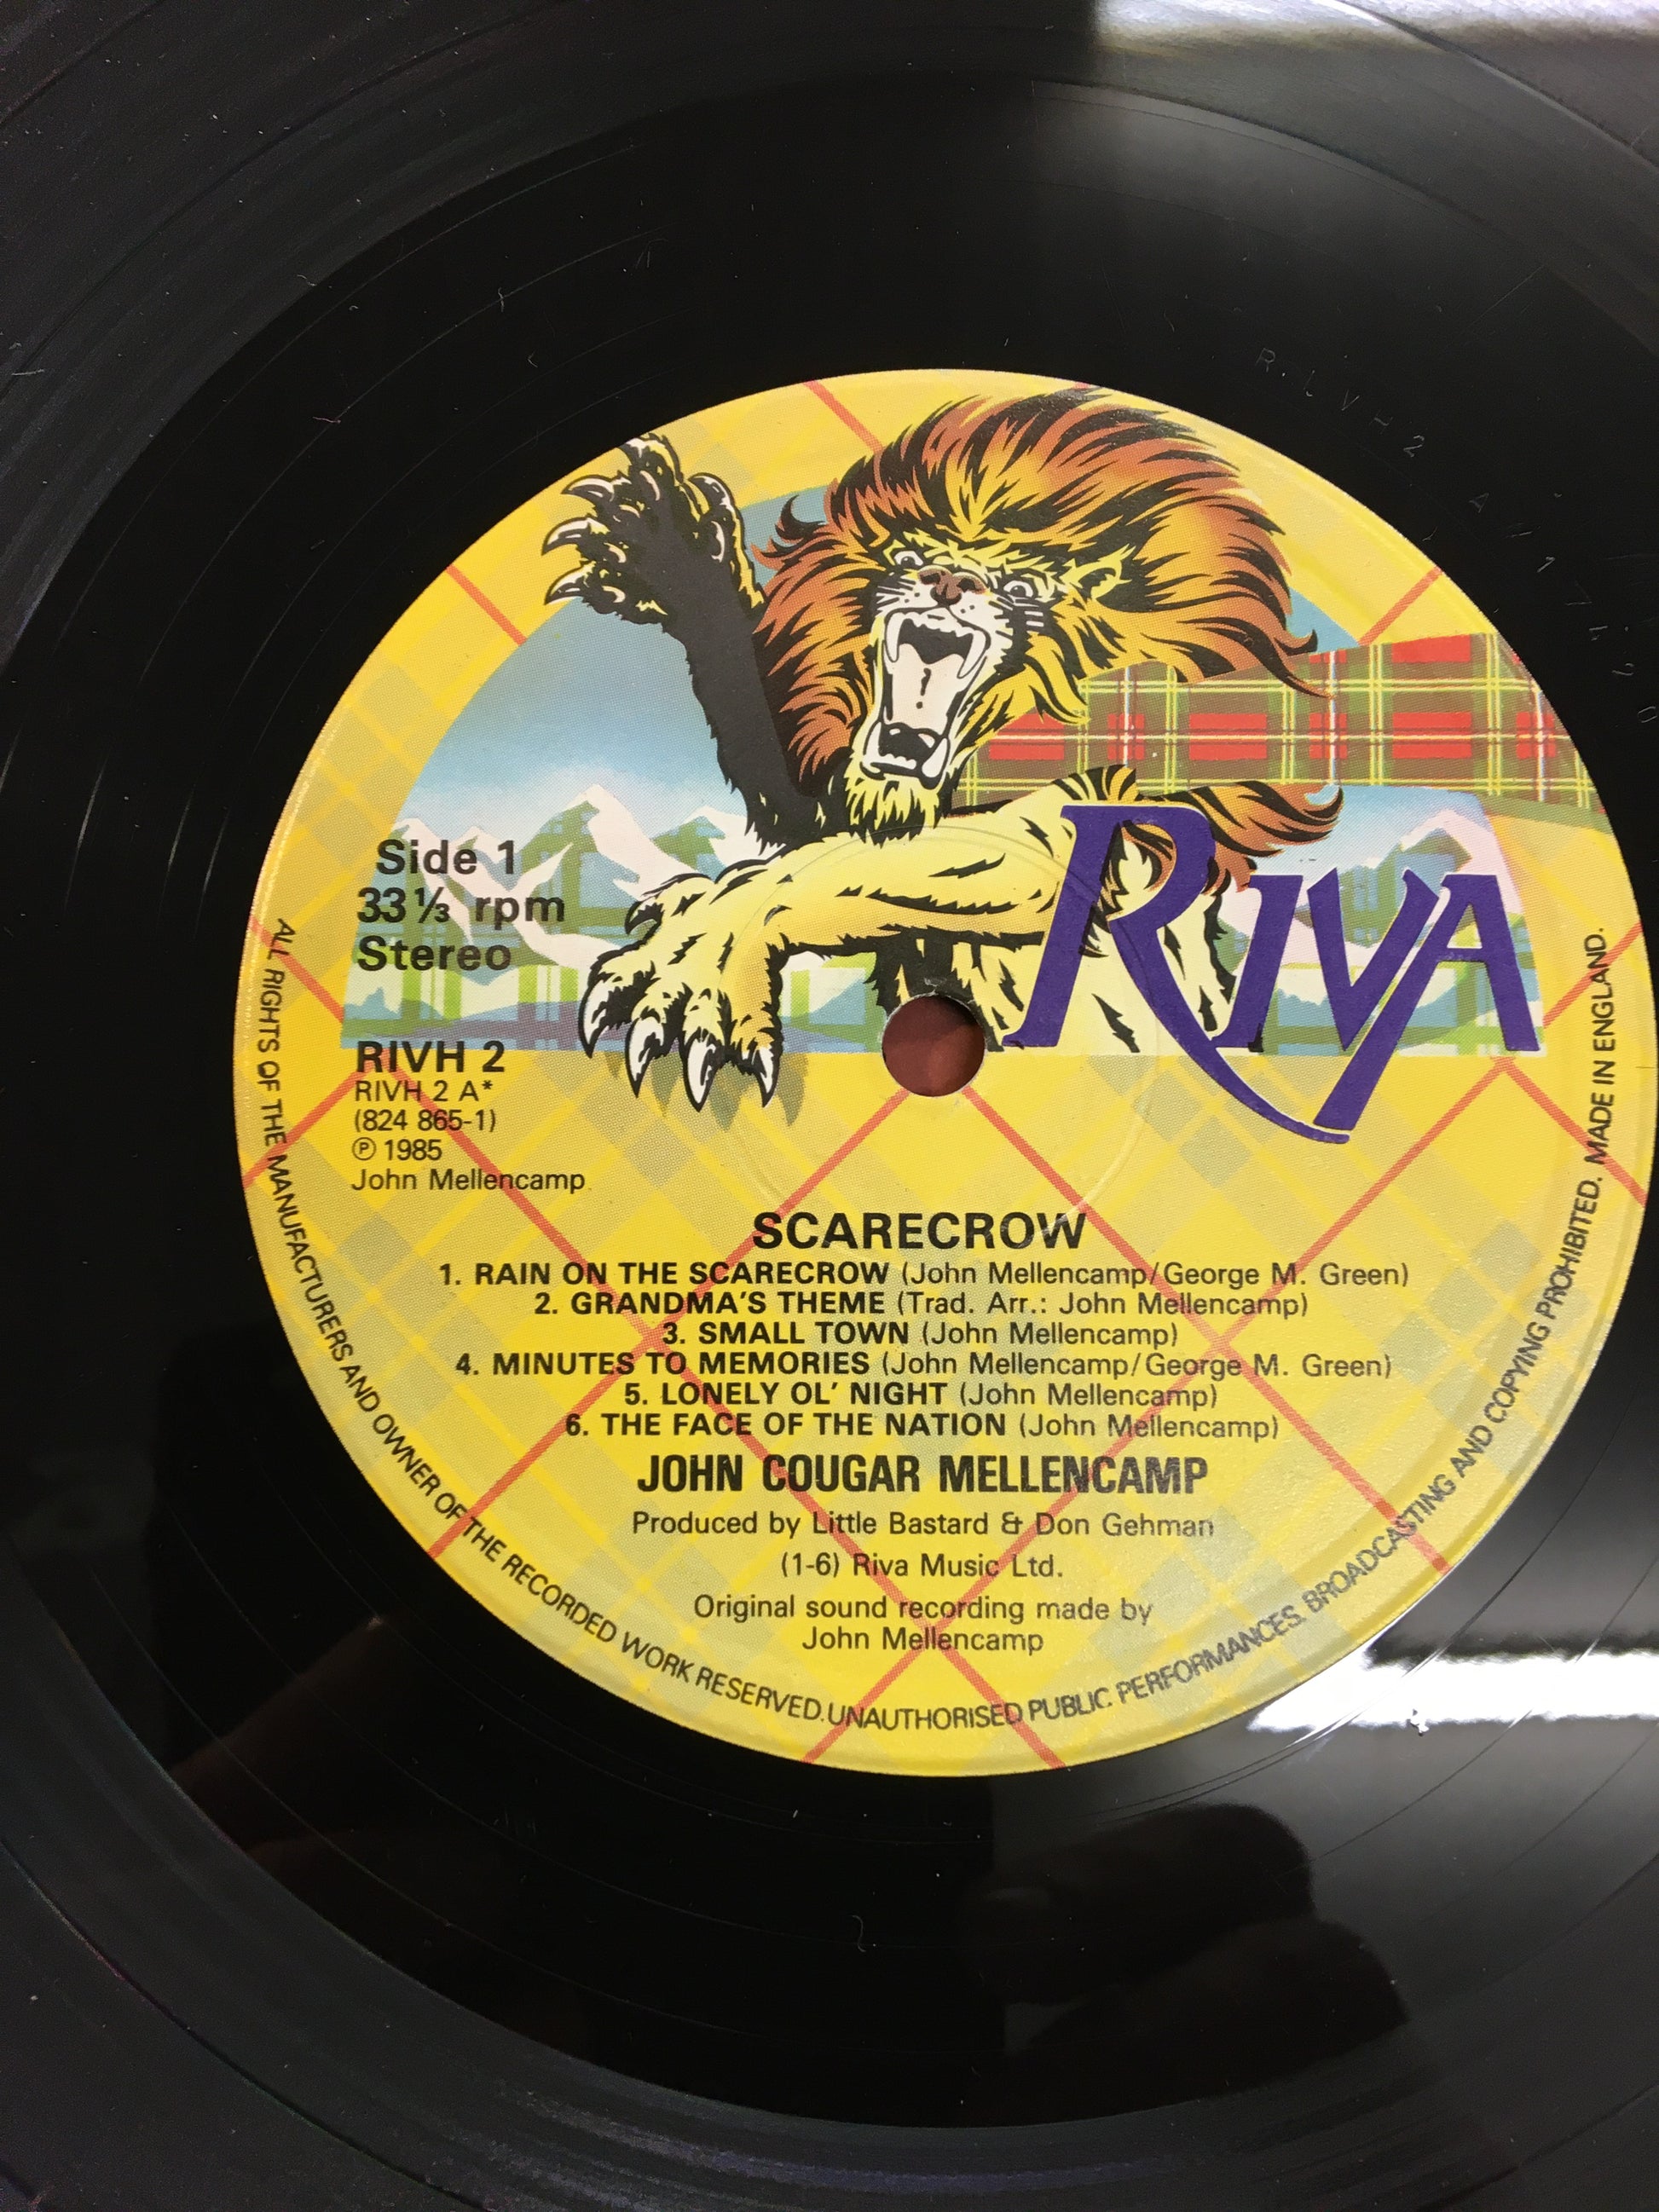 RIVA
Side 1
33⅓ rpm
Stereo
RIVH 2
RIVH 2 A*
(824 865-1)
℗ 1985
John Mellencamp
SCARECROW
1. RAIN ON THE SCARECROW (John Mellencamp/George M. Green)
2. GRANDMA'S THEME (Trad. Arr.: John Mellencamp)
3. SMALL TOWN (John Mellencamp)
4. MINUTES TO MEMORIES (John Mellencamp/George M. Green)
5. LONELY OL' NIGHT (John Mellencamp)
6. THE FACE OF THE NATION (John Mellencamp)
JOHN COUGAR MELLENCAMP
Produced by Little Bastard & Don Gehman
(1-6) Riva Music Ltd.
Original sound recording made by
John Mellencamp
ALL RIGHTS OF THE MANUFACTURERS AND OWNER OF THE RECORDED WORK RESERVED. UNAUTHORISED PUBLIC PERFORMANCES. BROADCASTING AND COPYING PROHIBITED. MADE IN ENGLAND.